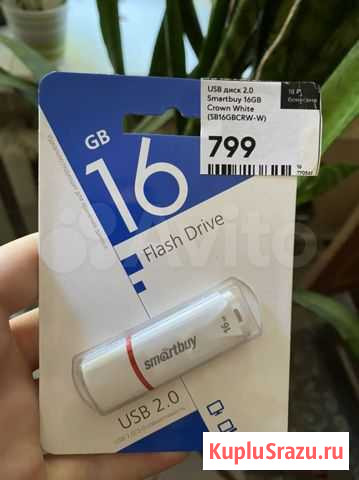 USB диск 2.0
Smartbuy 16GB
Crown White
(SB16GBCRW-W)
799
GB
16
Flash Drive
smartbuy
16 GB
USB 2.0
Avito
KupluSrazu.ru